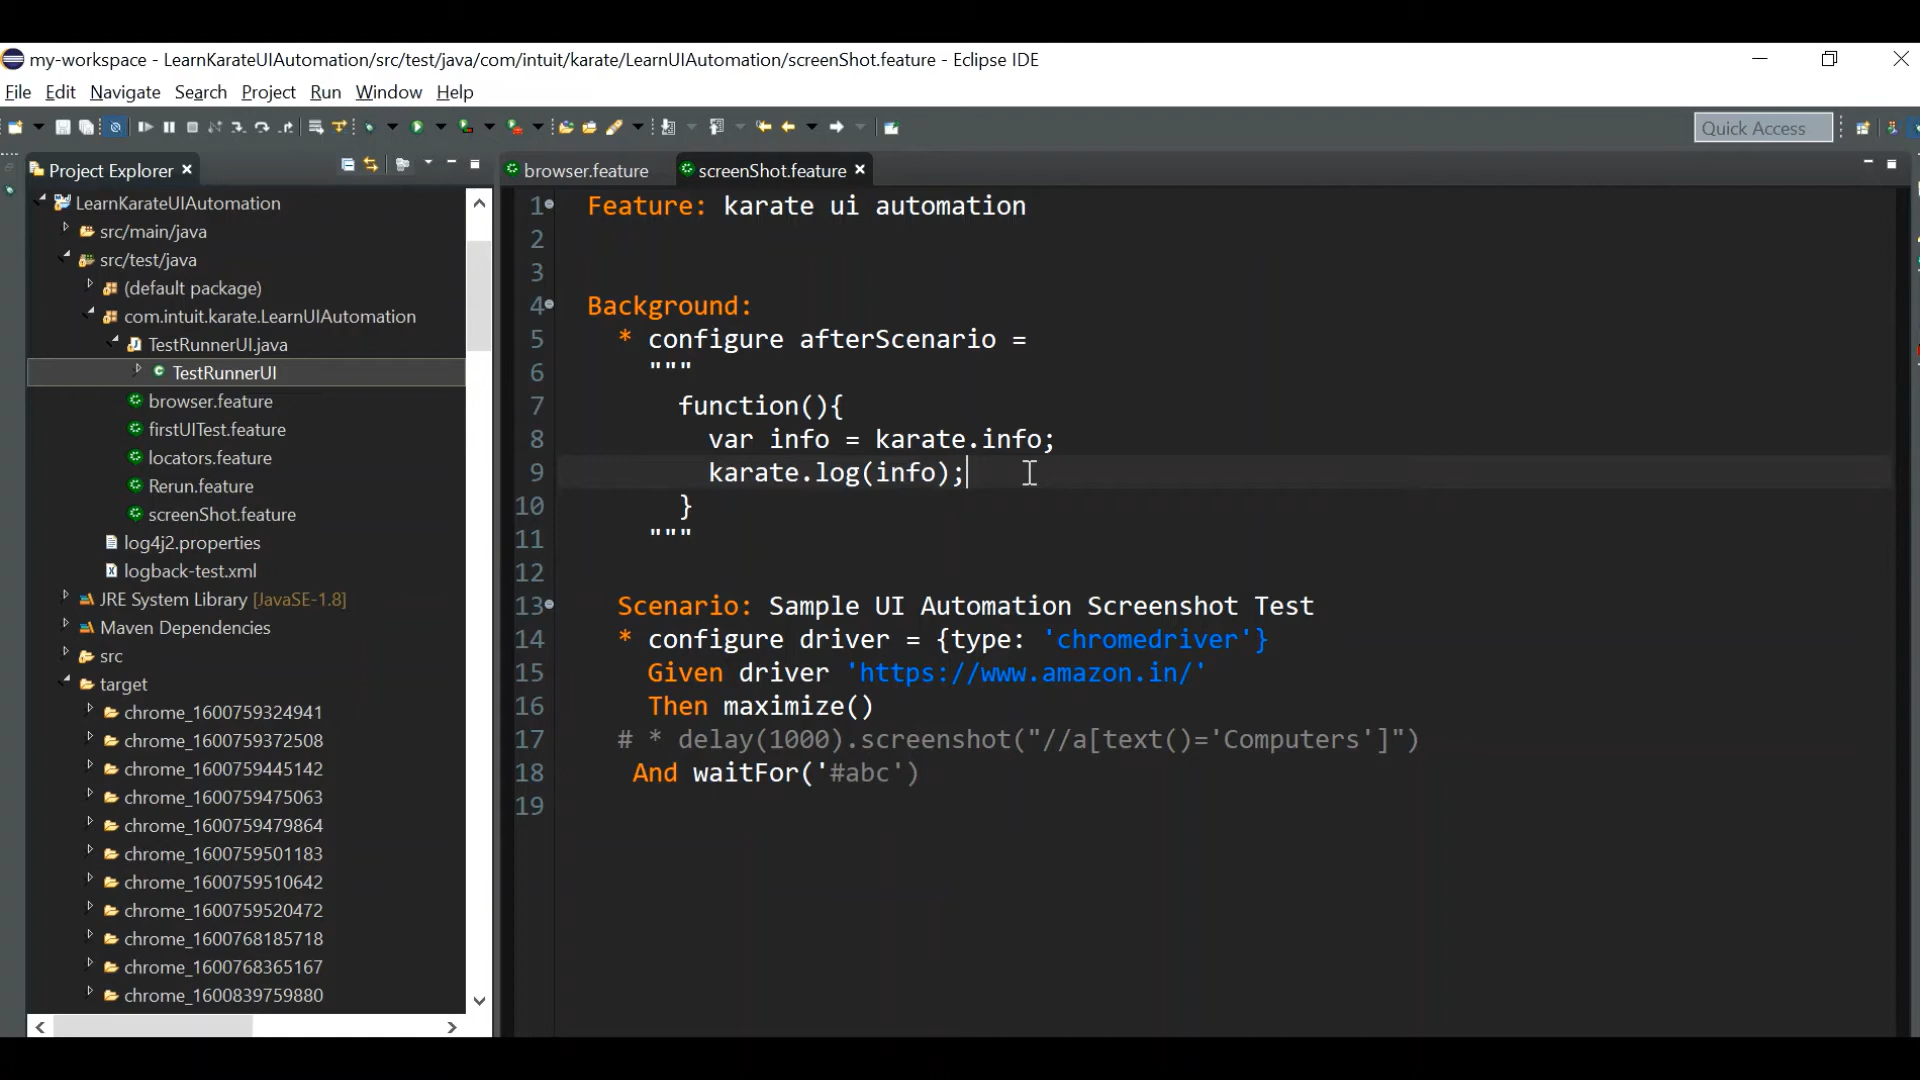 my-workspace - LearnKarateUIAutomation/src/test/java/com/intuit/karate/LearnUIAutomation/screenShot.feature - Eclipse IDE
File Edit Navigate Search Project Run Window Help
Quick Access
Project Explorer
browser.feature
screenShot.feature
LearnKarateUIAutomation
src/main/java
src/test/java
(default package)
com.intuit.karate.LearnUIAutomation
TestRunnerUI.java
TestRunnerUI
browser.feature
firstUITest.feature
locators.feature
Rerun.feature
screenShot.feature
log4j2.properties
logback-test.xml
JRE System Library [JavaSE-1.8]
Maven Dependencies
src
target
chrome_1600759324941
chrome_1600759372508
chrome_1600759445142
chrome_1600759475063
chrome_1600759479864
chrome_1600759501183
chrome_1600759510642
chrome_1600759520472
chrome_1600768185718
chrome_1600768365167
chrome_1600839759880
1 Feature: karate ui automation
2
3
4 Background:
5 * configure afterScenario =
6 """
7 function(){
8 var info = karate.info;
9 karate.log(info);
10 }
11 """
12
13 Scenario: Sample UI Automation Screenshot Test
14 * configure driver = {type: 'chromedriver'}
15 Given driver 'https://www.amazon.in/'
16 Then maximize()
17 # * delay(1000).screenshot("//a[text()='Computers']")
18 And waitFor('#abc')
19